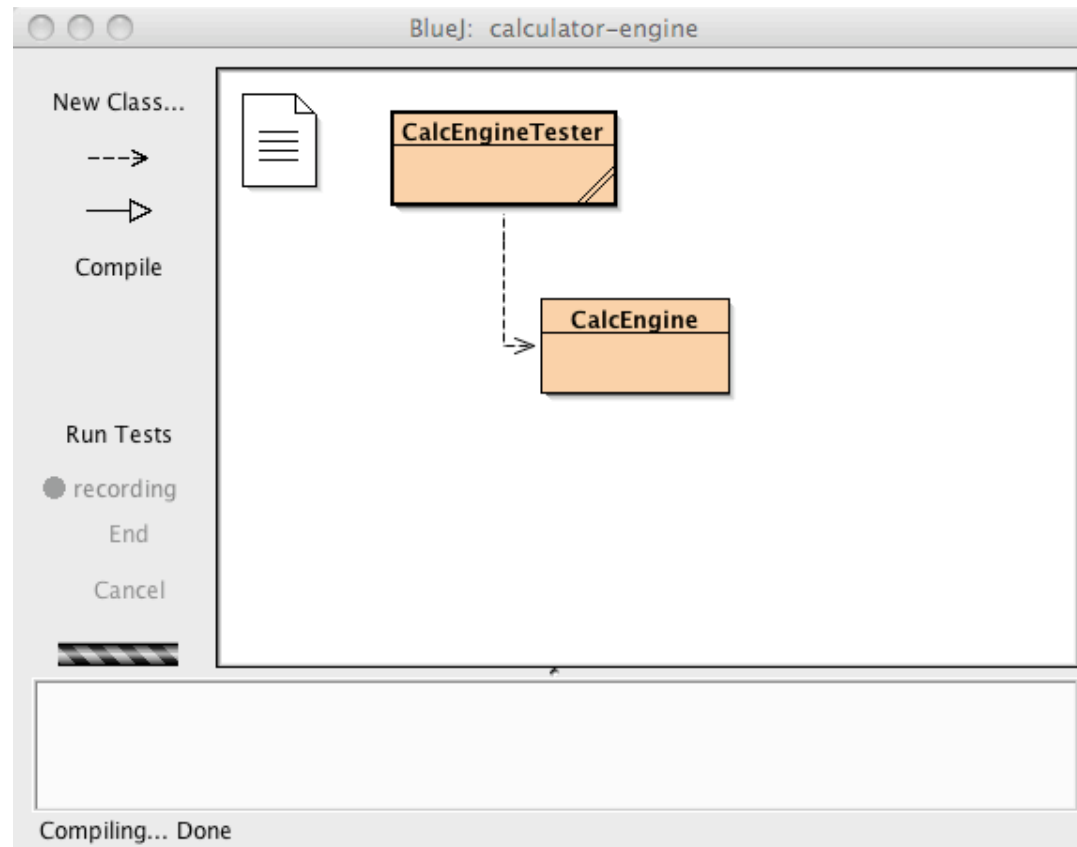 BlueJ: calculator-engine
New Class...
Compile
Run Tests
recording
End
Cancel
CalcEngineTester
CalcEngine
Compiling... Done